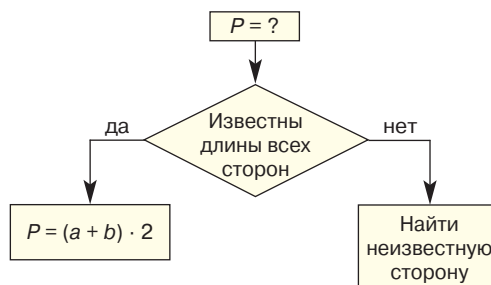 P = ?
Известны
длины всех
сторон
да
нет
P = (a + b) · 2
Найти
неизвестную
сторону